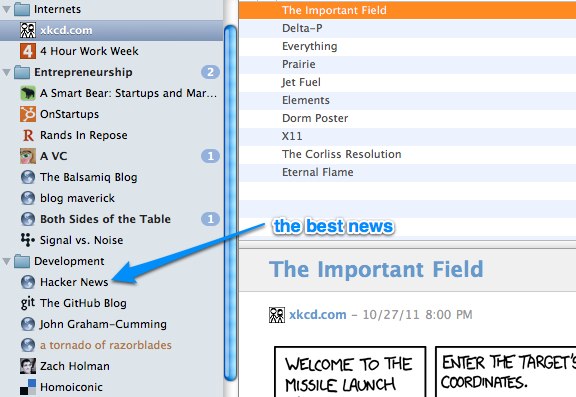 Internets
xkcd.com
4 4 Hour Work Week
Entrepreneurship 2
A Smart Bear: Startups and Mar...
OnStartups
R Rands In Repose
A VC 1
The Balsamiq Blog
blog maverick
Both Sides of the Table 1
Signal vs. Noise
Development
Hacker News
git The GitHub Blog
John Graham-Cumming
a tornado of razorblades
Zach Holman
Homoiconic
The Important Field
Delta-P
Everything
Prairie
Jet Fuel
Elements
Dorm Poster
X11
The Corliss Resolution
Eternal Flame
the best news
The Important Field
xkcd.com – 10/27/11 8:00 PM
WELCOME TO THE
MISSILE LAUNCH
ENTER THE TARGET'S
COORDINATES.